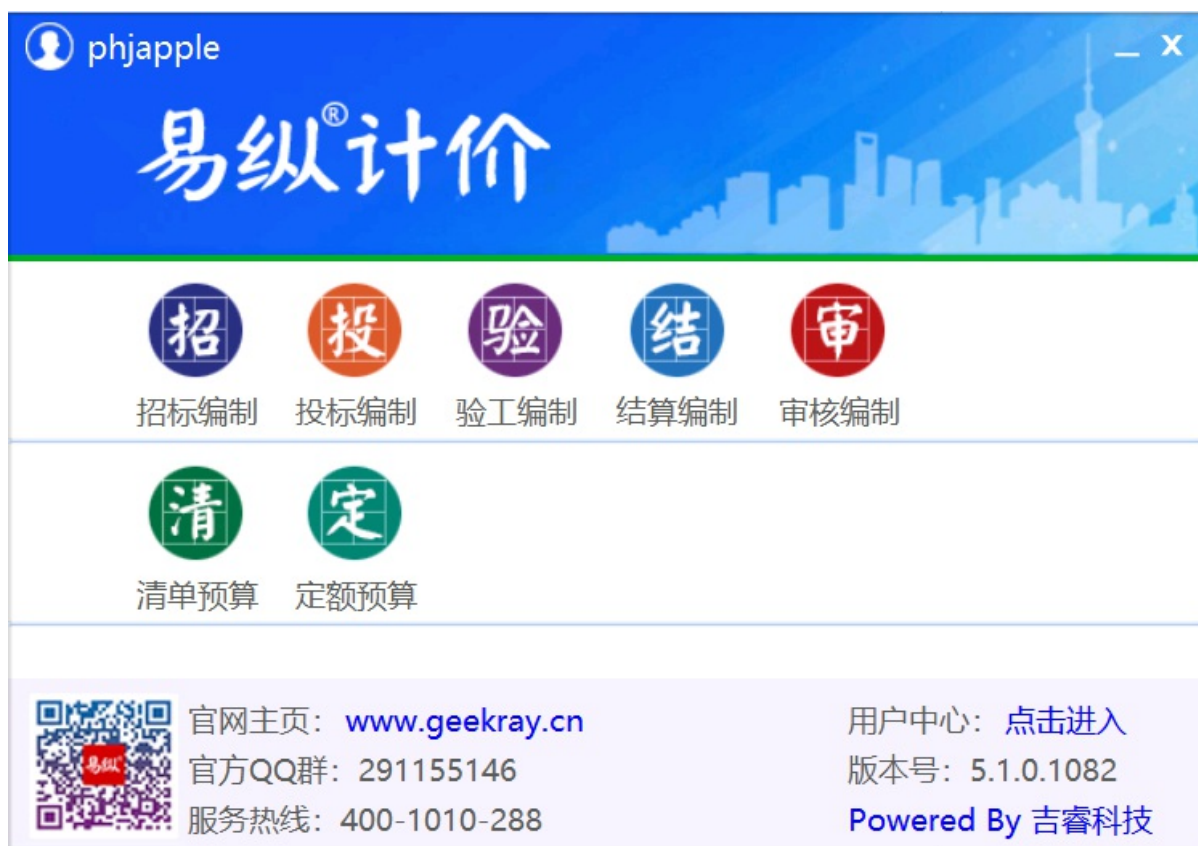 phjapple
易纵®计价
招 投 验 结 审
招标编制 投标编制 验工编制 结算编制 审核编制
清 定
清单预算 定额预算
易纵
官网主页：www.geekray.cn
官方QQ群：291155146
服务热线：400-1010-288
用户中心：点击进入
版本号：5.1.0.1082
Powered By 吉睿科技